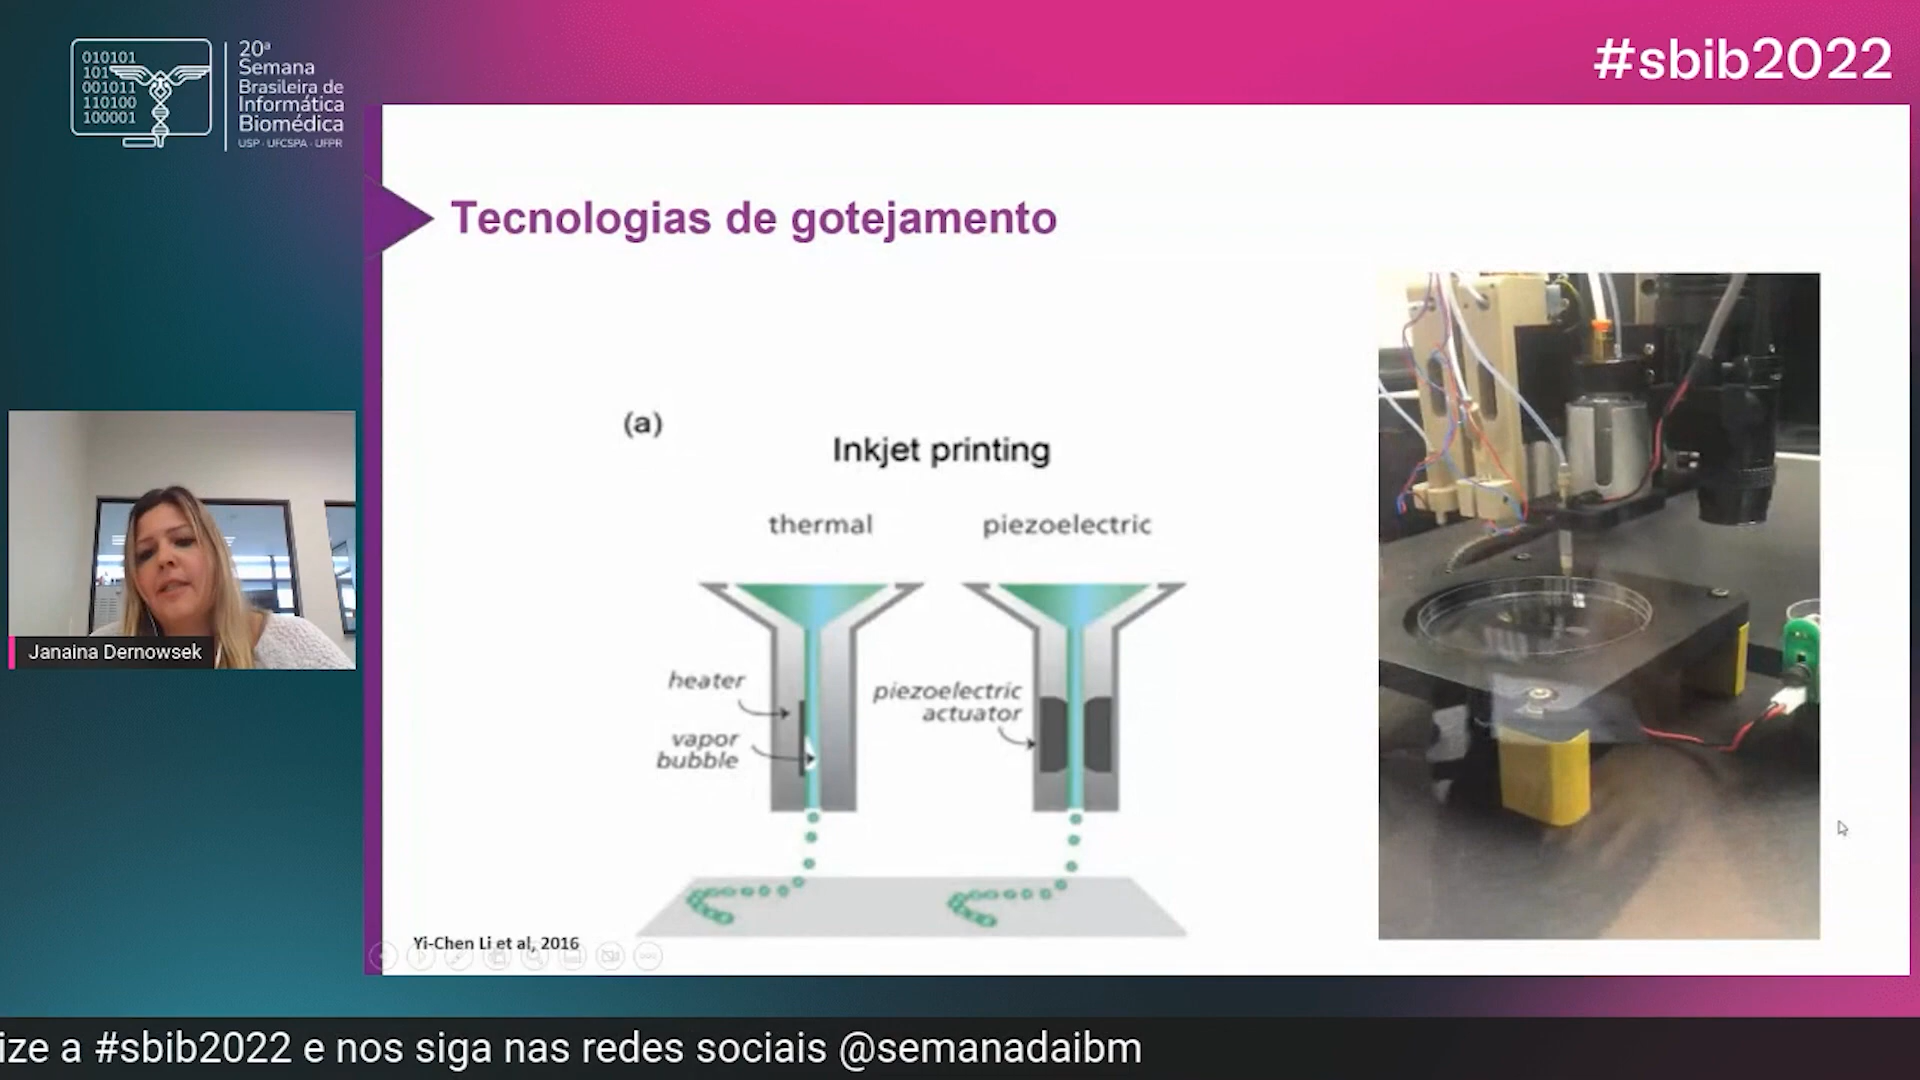 010101
101
001011
110100
100001
20ª
Semana
Brasileira de
Informática
Biomédica
USP · UFCSPA · UFPR
#sbib2022
Tecnologias de gotejamento
(a)
Inkjet printing
thermal
piezoelectric
heater
vapor
bubble
piezoelectric
actuator
Janaina Dernowsek
Yi-Chen Li et al, 2016
ize a #sbib2022 e nos siga nas redes sociais @semanadaibm